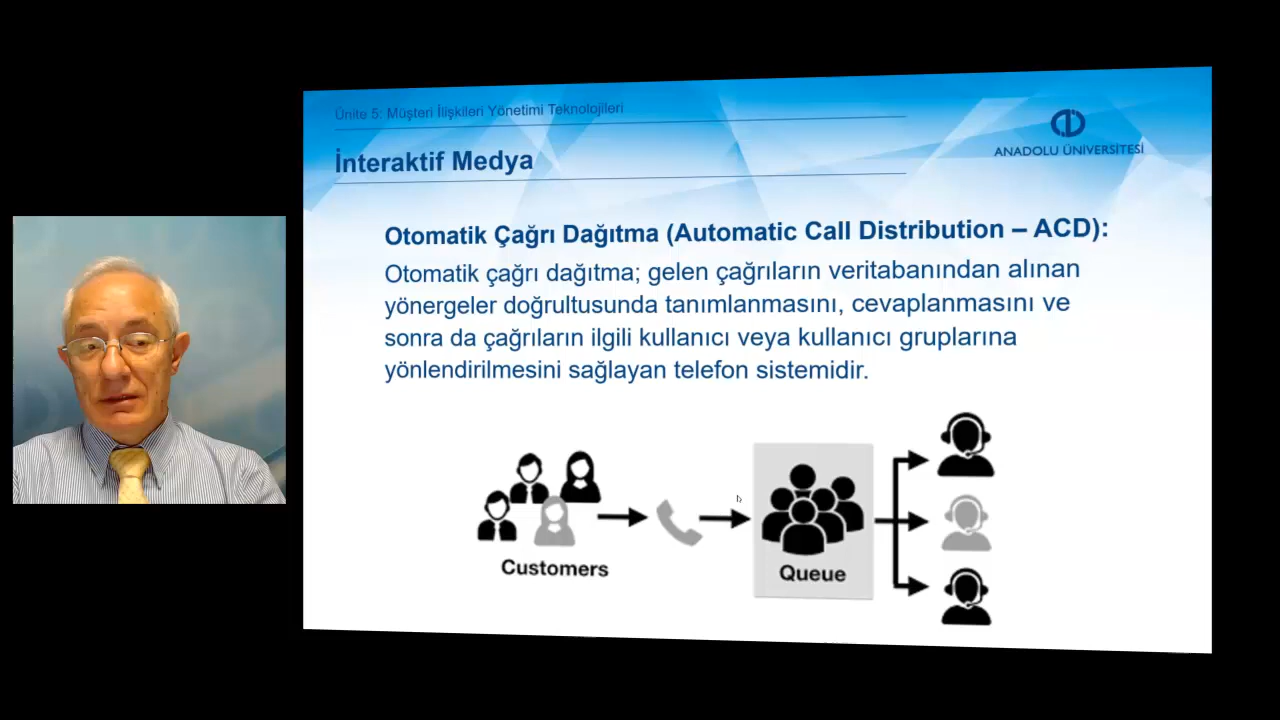 Ünite 5: Müşteri İlişkileri Yönetimi Teknolojileri
İnteraktif Medya
ANADOLU ÜNİVERSİTESİ
Otomatik Çağrı Dağıtma (Automatic Call Distribution – ACD):
Otomatik çağrı dağıtma; gelen çağrıların veritabanından alınan
yönergeler doğrultusunda tanımlanmasını, cevaplanmasını ve
sonra da çağrıların ilgili kullanıcı veya kullanıcı gruplarına
yönlendirilmesini sağlayan telefon sistemidir.
Customers
Queue